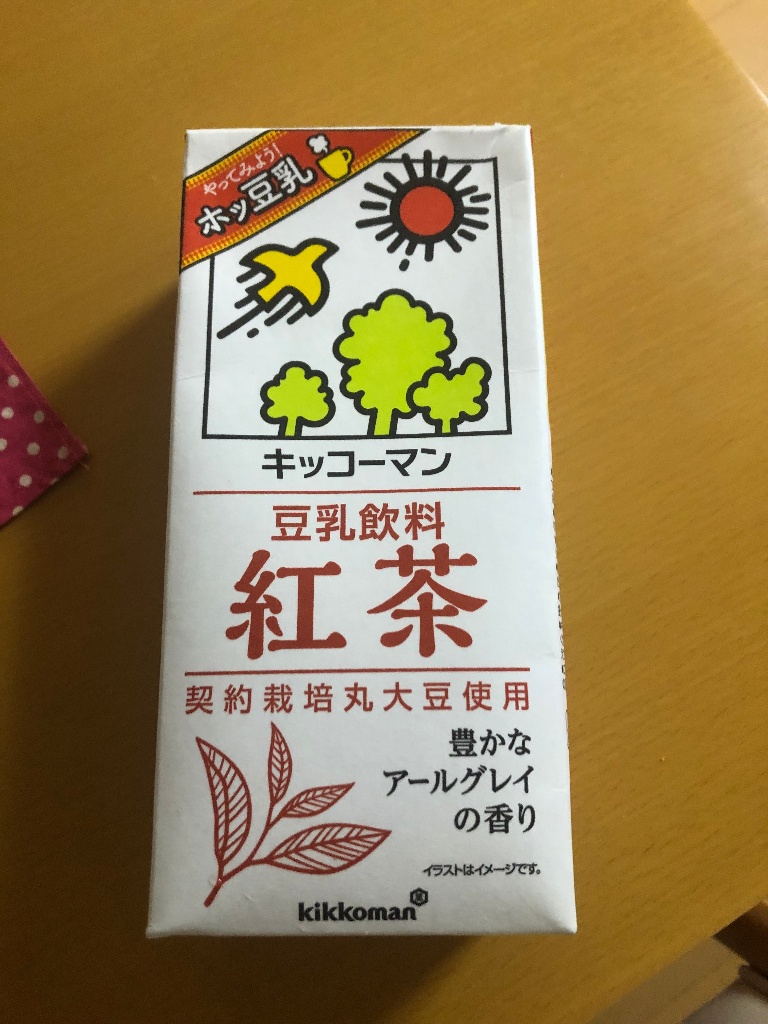 やってみよう!
ホッ豆乳
キッコーマン
豆乳飲料
紅茶
契約栽培丸大豆使用
豊かな
アールグレイ
の香り
イラストはイメージです。
kikkoman